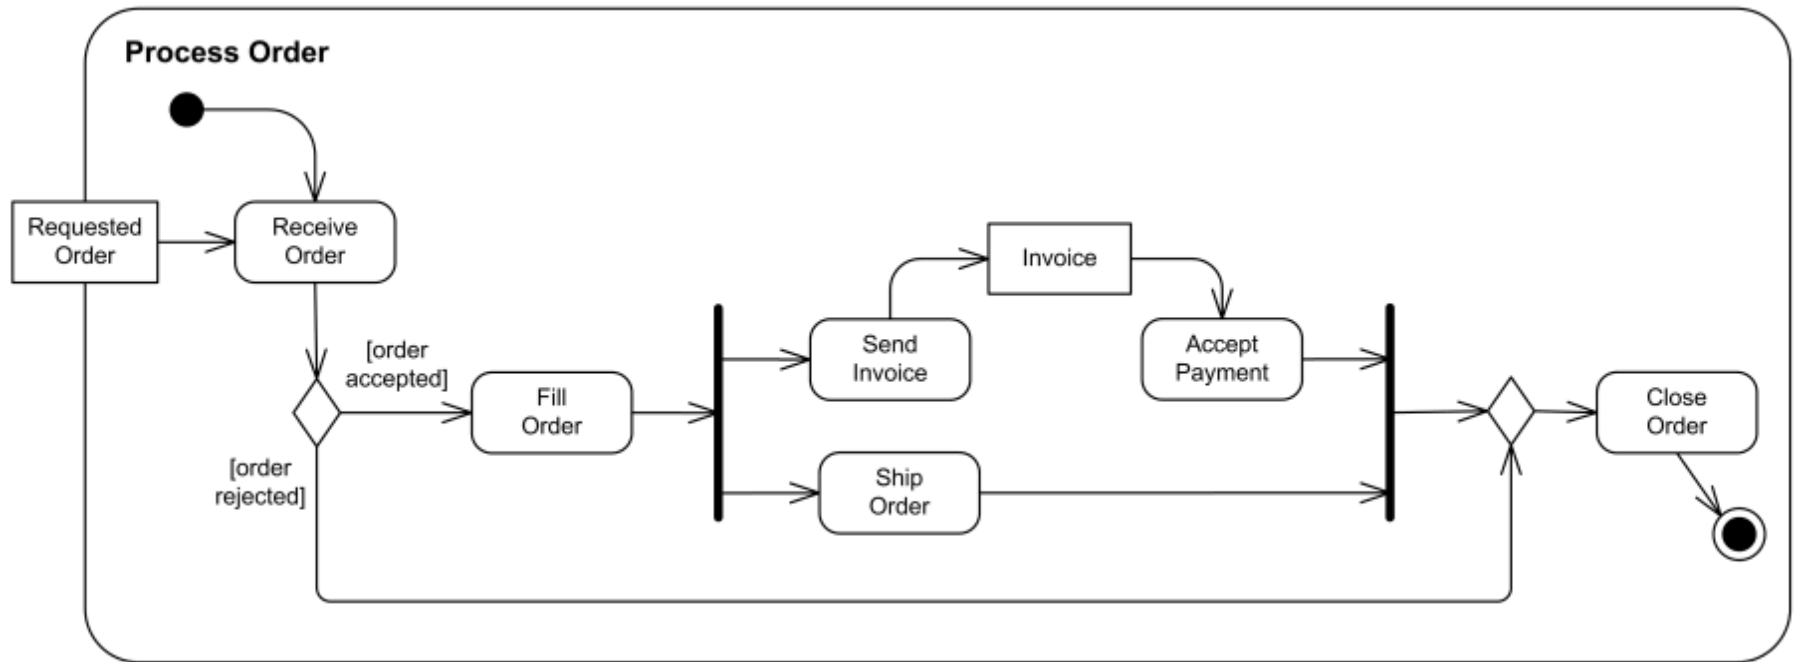 Process Order
Requested
Order
Receive
Order
[order
accepted]
[order
rejected]
Fill
Order
Send
Invoice
Invoice
Accept
Payment
Ship
Order
Close
Order